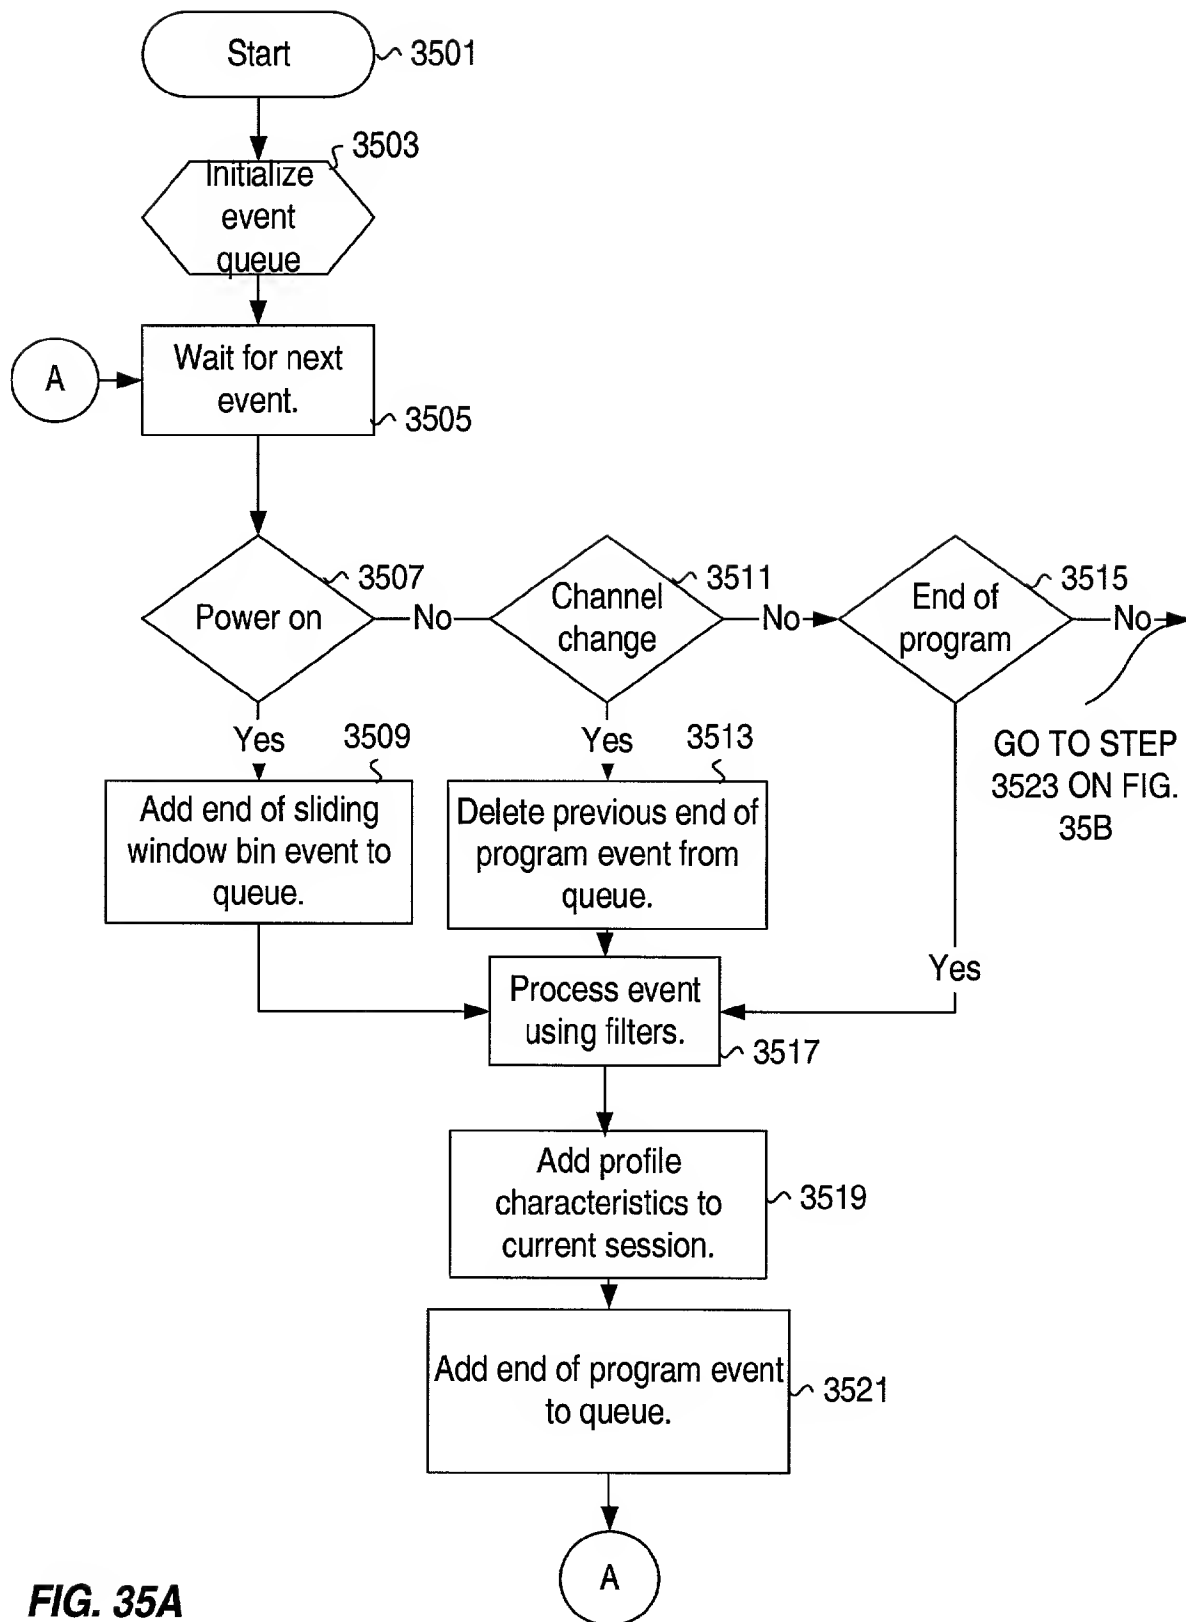 Start
3501
3503
Initialize
event
queue
A
Wait for next
event.
3505
3507
Power on
No
3511
Channel
change
No
3515
End of
program
No
Yes
3509
Yes
3513
GO TO STEP
3523 ON FIG.
35B
Add end of sliding
window bin event to
queue.
Delete previous end of
program event from
queue.
Yes
Process event
using filters.
3517
Add profile
characteristics to
current session.
3519
Add end of program event
to queue.
3521
A
FIG. 35A